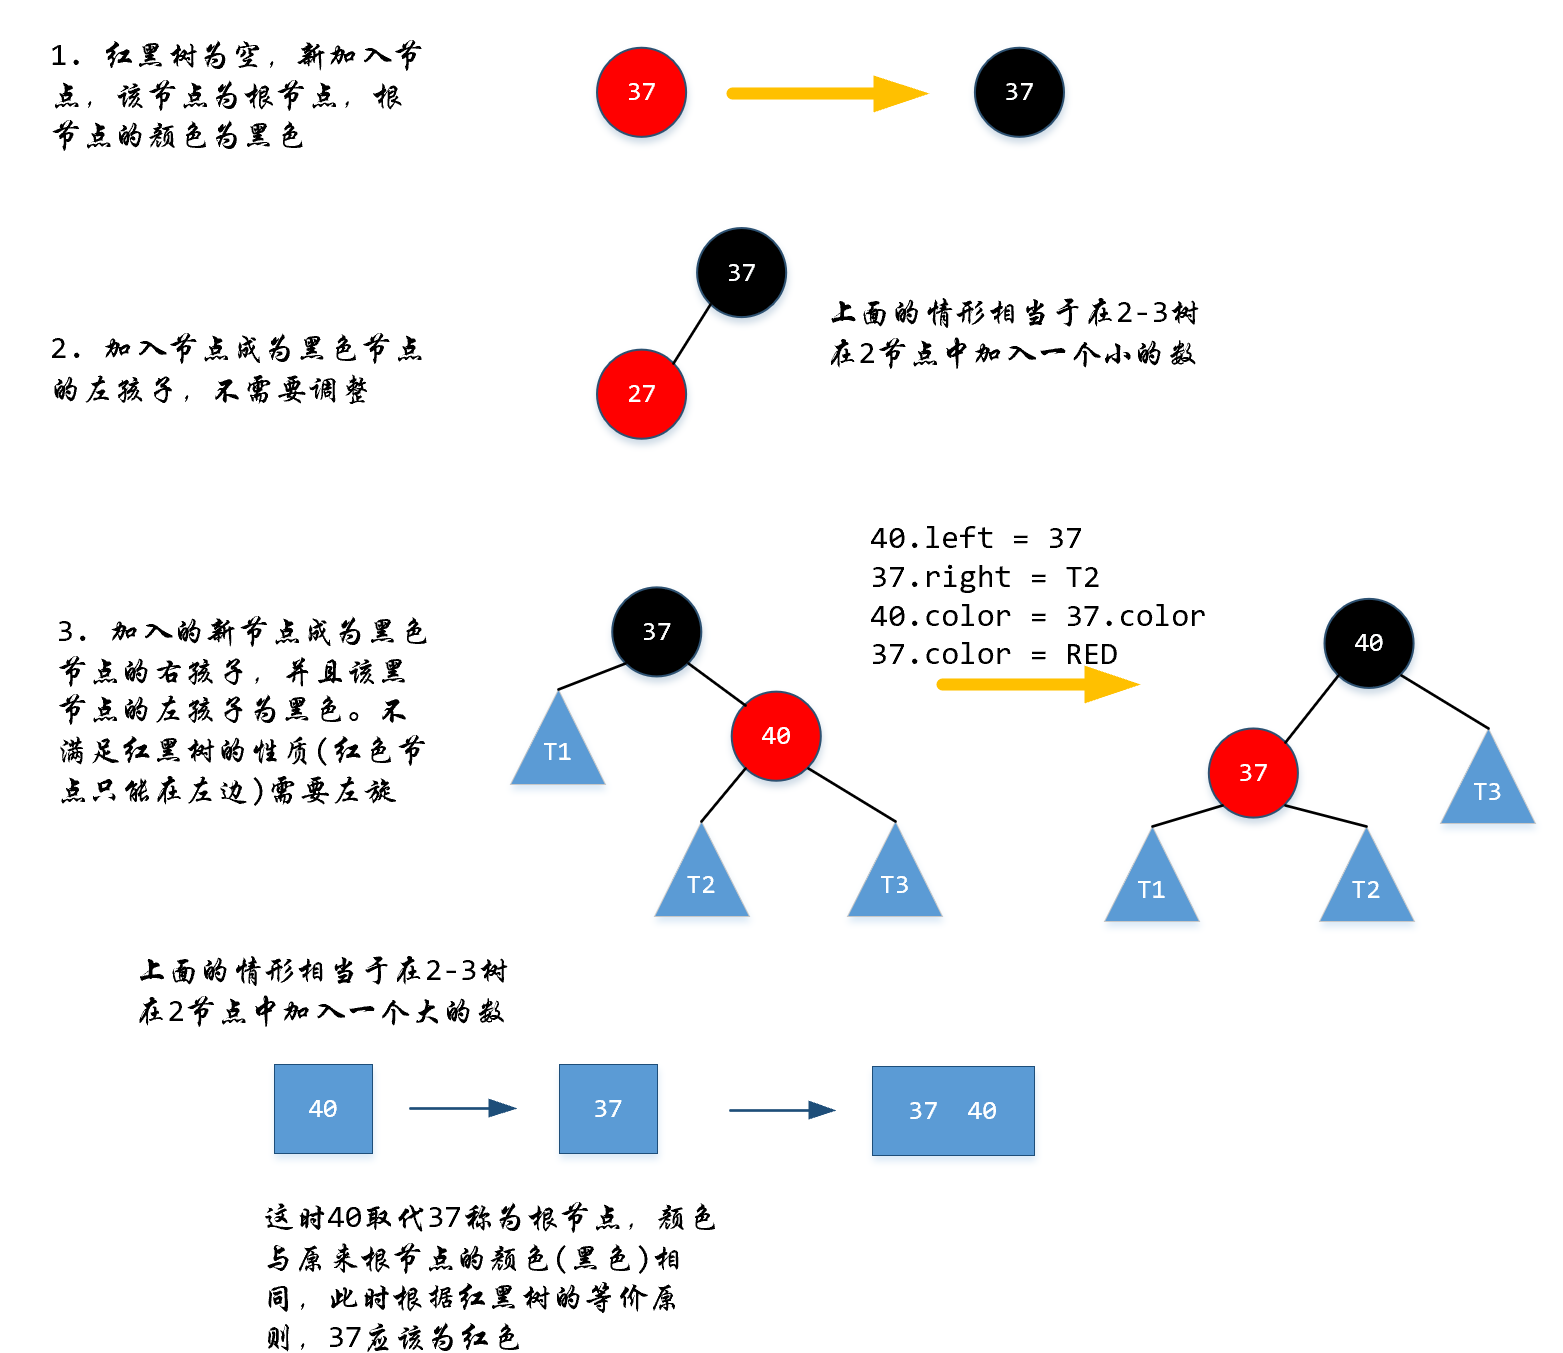 1. 红黑树为空，新加入节
点，该节点为根节点，根
节点的颜色为黑色
37
37
37
27
2. 加入节点成为黑色节点
的左孩子，不需要调整
上面的情形相当于在2-3树
在2节点中加入一个小的数
3. 加入的新节点成为黑色
节点的右孩子，并且该黑
节点的左孩子为黑色。不
满足红黑树的性质(红色节
点只能在左边)需要左旋
37
T1
40
T2
T3
40.left = 37
37.right = T2
40.color = 37.color
37.color = RED
40
37
T3
T1
T2
上面的情形相当于在2-3树
在2节点中加入一个大的数
40
37
37 40
这时40取代37称为根节点，颜色
与原来根节点的颜色(黑色)相
同，此时根据红黑树的等价原
则，37应该为红色